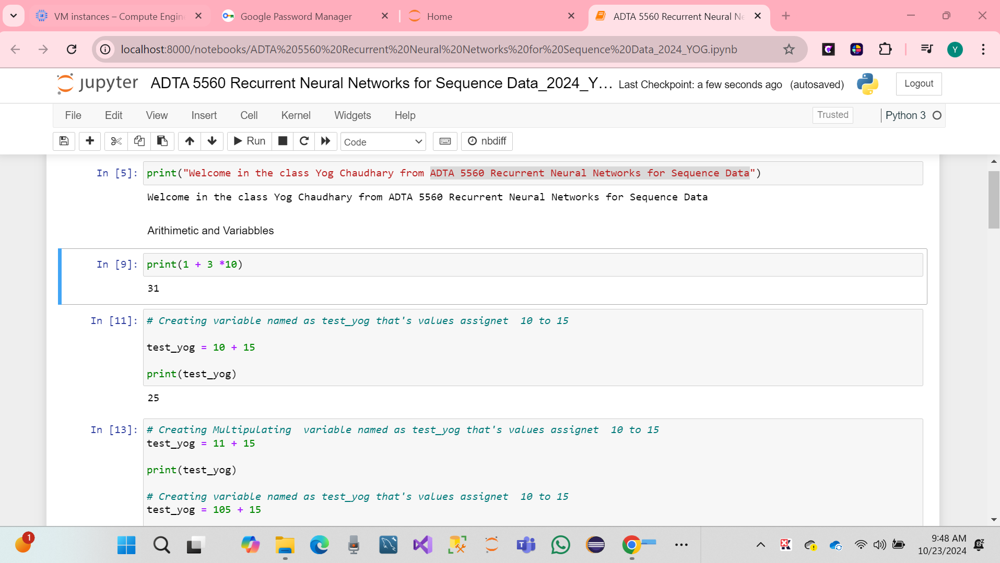 VM instances – Compute Engin
Google Password Manager
Home
ADTA 5560 Recurrent Neural Ne
localhost:8000/notebooks/ADTA%205560%20Recurrent%20Neural%20Networks%20for%20Sequence%20Data_2024_YOG.ipynb
Y
jupyter ADTA 5560 Recurrent Neural Networks for Sequence Data_2024_Y... Last Checkpoint: a few seconds ago (autosaved)
Logout
File Edit View Insert Cell Kernel Widgets Help
Trusted
Python 3
Run
Code
nbdiff
In [5]: print("Welcome in the class Yog Chaudhary from ADTA 5560 Recurrent Neural Networks for Sequence Data")
Welcome in the class Yog Chaudhary from ADTA 5560 Recurrent Neural Networks for Sequence Data
Arithimetic and Variabbles
In [9]: print(1 + 3 *10)
31
In [11]: # Creating variable named as test_yog that's values assignet  10 to 15
test_yog = 10 + 15
print(test_yog)
25
In [13]: # Creating Multipulating  variable named as test_yog that's values assignet  10 to 15
test_yog = 11 + 15
print(test_yog)
# Creating variable named as test_yog that's values assignet  10 to 15
test_yog = 105 + 15
1
9:48 AM
10/23/2024